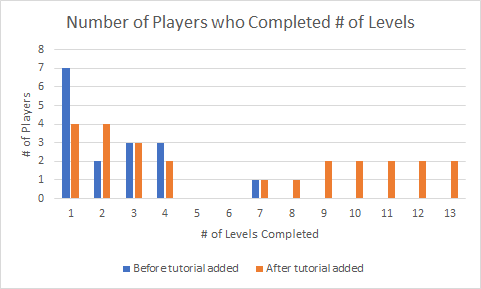 Number of Players who Completed # of Levels
8
7
6
5
4
3
2
1
0
# of Players
1 2 3 4 5 6 7 8 9 10 11 12 13
# of Levels Completed
Before tutorial added After tutorial added